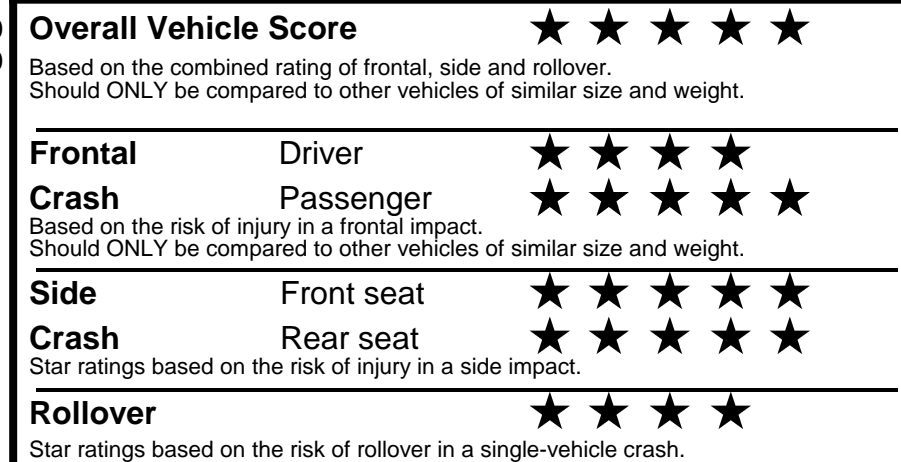 Overall Vehicle Score ★ ★ ★ ★ ★
Based on the combined rating of frontal, side and rollover.
Should ONLY be compared to other vehicles of similar size and weight.
Frontal Driver ★ ★ ★ ★
Crash Passenger ★ ★ ★ ★ ★
Based on the risk of injury in a frontal impact.
Should ONLY be compared to other vehicles of similar size and weight.
Side Front seat ★ ★ ★ ★ ★
Crash Rear seat ★ ★ ★ ★ ★
Star ratings based on the risk of injury in a side impact.
Rollover ★ ★ ★ ★
Star ratings based on the risk of rollover in a single-vehicle crash.